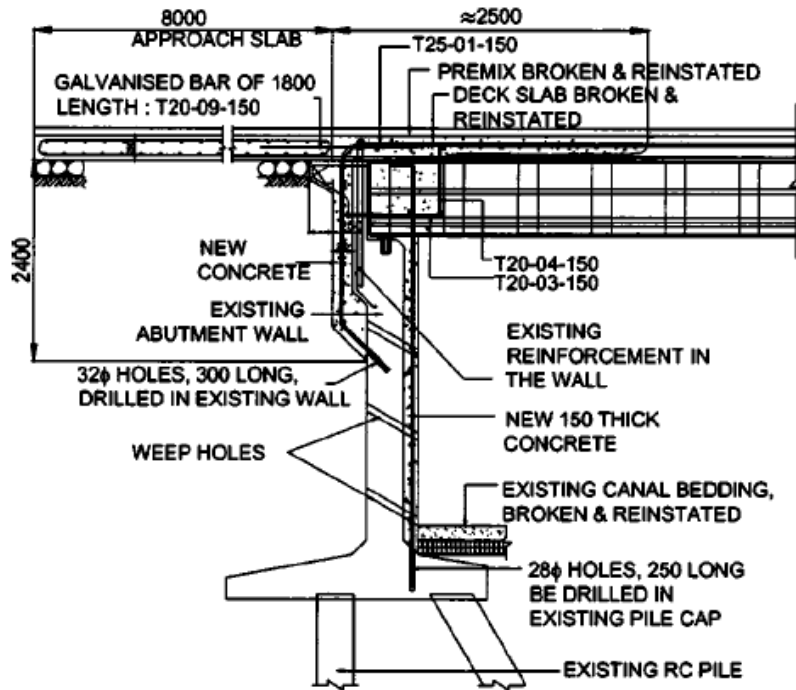 8000
≈2500
APPROACH SLAB
T25-01-150
GALVANISED BAR OF 1800
LENGTH : T20-09-150
PREMIX BROKEN & REINSTATED
DECK SLAB BROKEN &
REINSTATED
2400
NEW
CONCRETE
T20-04-150
T20-03-150
EXISTING
ABUTMENT WALL
EXISTING
REINFORCEMENT IN
THE WALL
32ϕ HOLES, 300 LONG,
DRILLED IN EXISTING WALL
NEW 150 THICK
CONCRETE
WEEP HOLES
EXISTING CANAL BEDDING,
BROKEN & REINSTATED
28ϕ HOLES, 250 LONG
BE DRILLED IN
EXISTING PILE CAP
EXISTING RC PILE